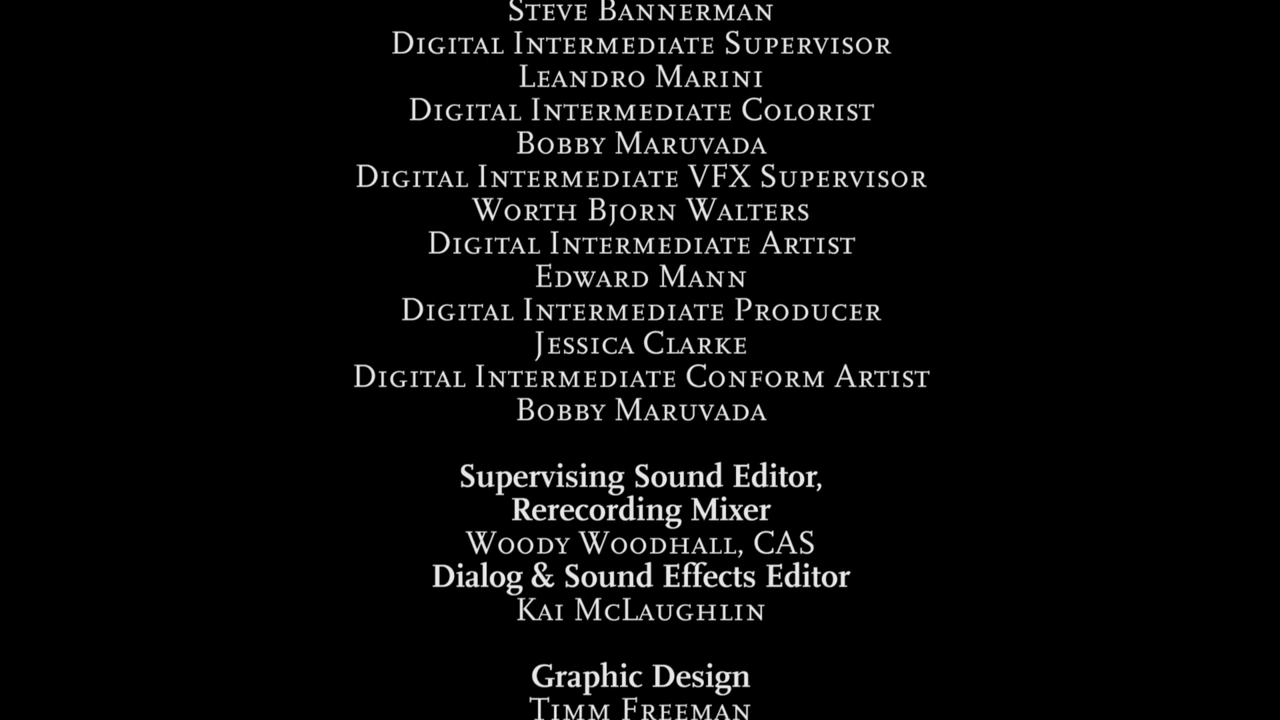 Steve Bannerman
Digital Intermediate Supervisor
Leandro Marini
Digital Intermediate Colorist
Bobby Maruvada
Digital Intermediate VFX Supervisor
Worth Bjorn Walters
Digital Intermediate Artist
Edward Mann
Digital Intermediate Producer
Jessica Clarke
Digital Intermediate Conform Artist
Bobby Maruvada
Supervising Sound Editor,
Rerecording Mixer
Woody Woodhall, CAS
Dialog & Sound Effects Editor
Kai McLaughlin
Graphic Design
Timm Freeman